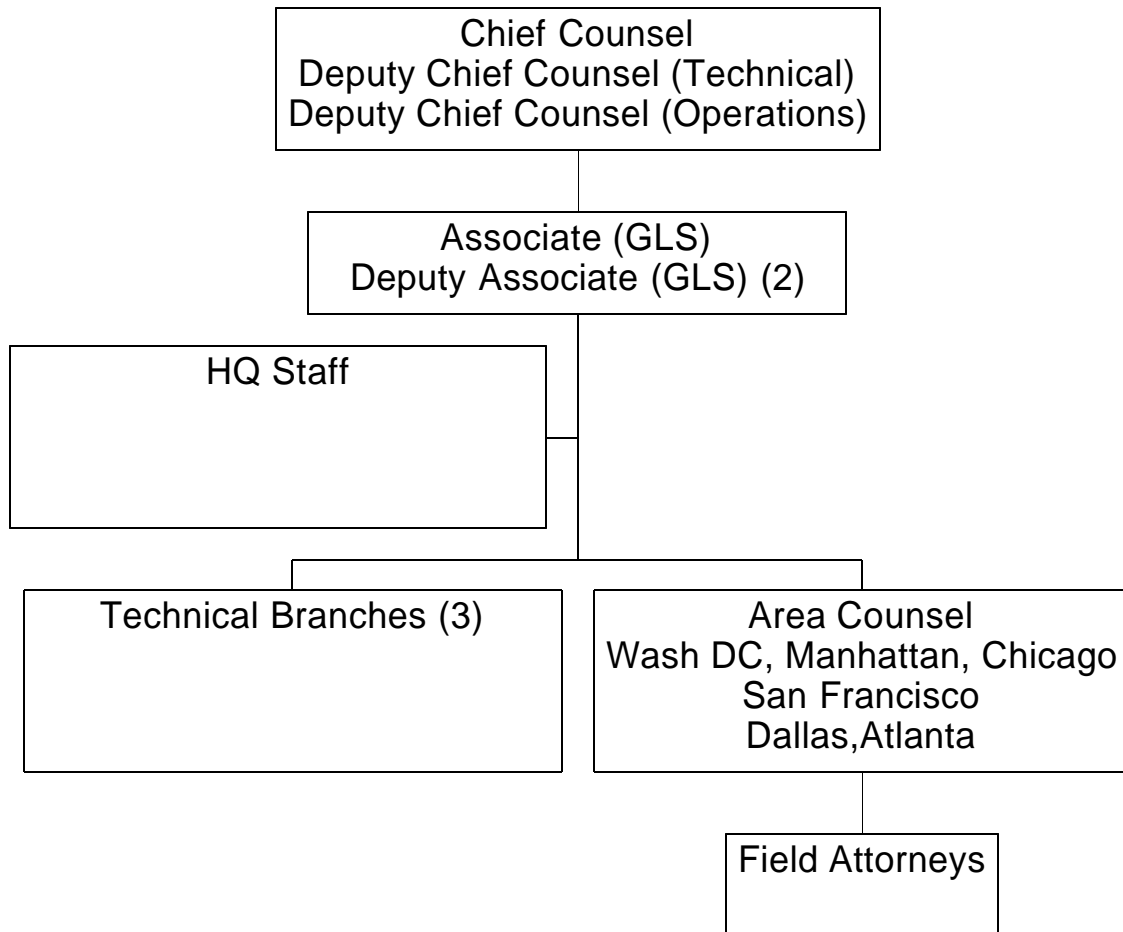 Chief Counsel
Deputy Chief Counsel (Technical)
Deputy Chief Counsel (Operations)
Associate (GLS)
Deputy Associate (GLS) (2)
HQ Staff
Technical Branches (3)
Area Counsel
Wash DC, Manhattan, Chicago
San Francisco
Dallas,Atlanta
Field Attorneys